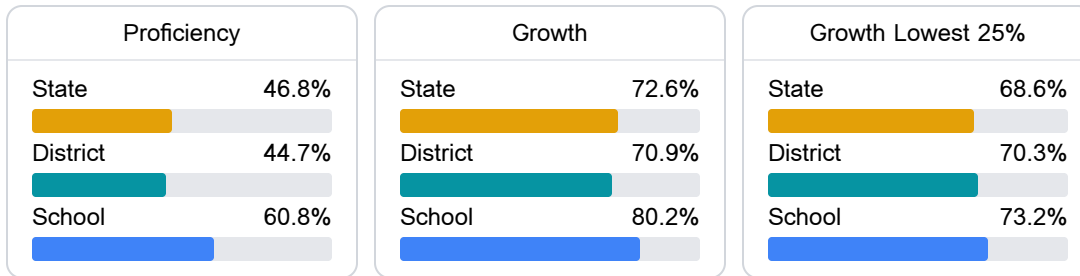 Proficiency
State 46.8%
District 44.7%
School 60.8%
Growth
State 72.6%
District 70.9%
School 80.2%
Growth Lowest 25%
State 68.6%
District 70.3%
School 73.2%